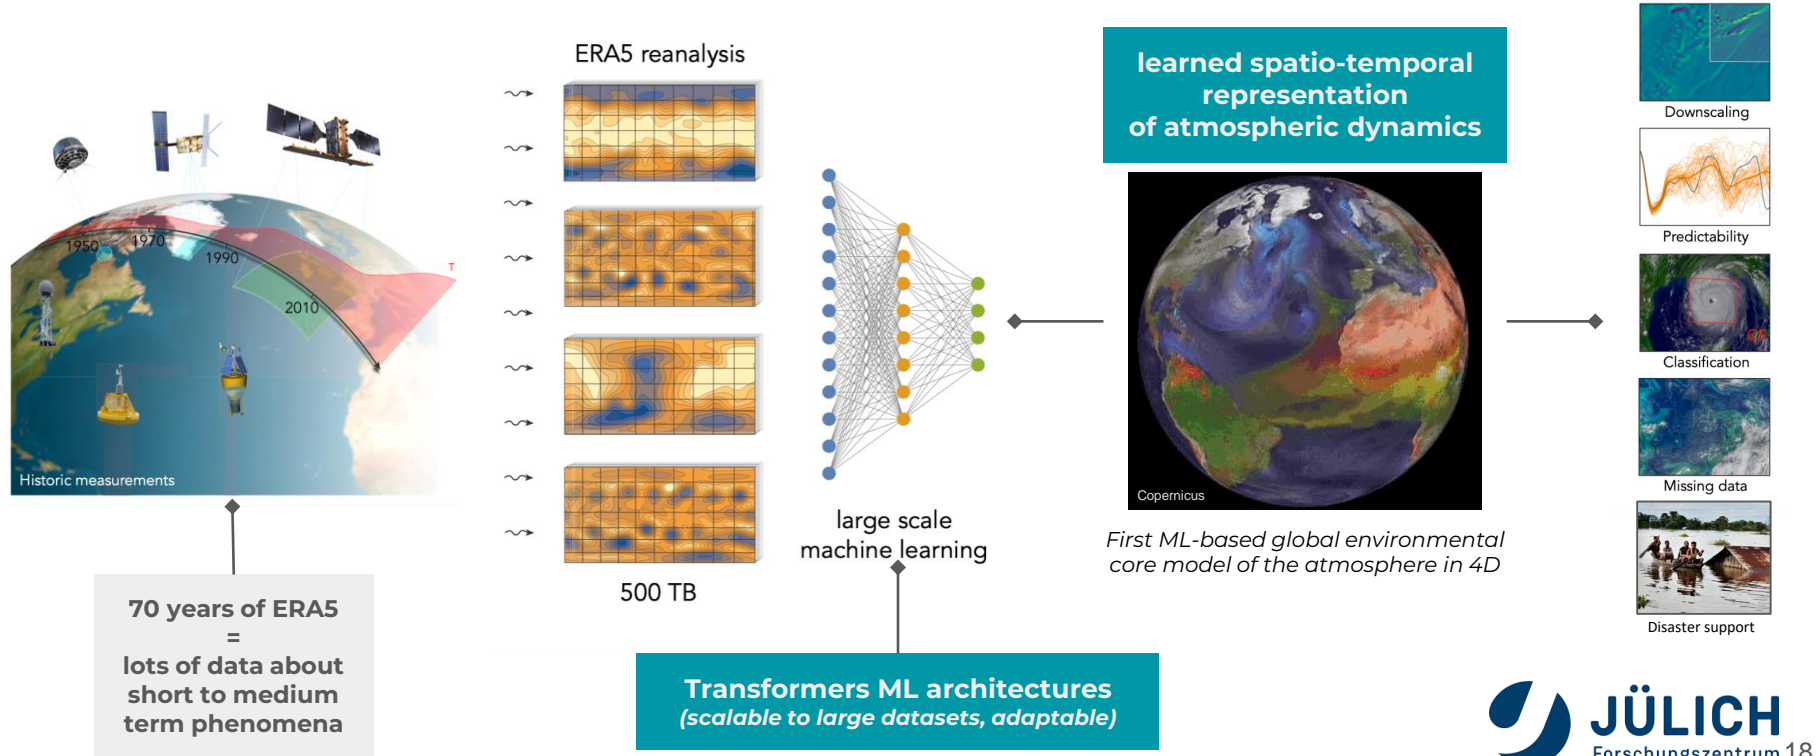 1950
1970
1990
2010
T
Historic measurements
70 years of ERA5
=
lots of data about
short to medium
term phenomena
ERA5 reanalysis
500 TB
large scale
machine learning
Transformers ML architectures
(scalable to large datasets, adaptable)
learned spatio-temporal
representation
of atmospheric dynamics
Copernicus
First ML-based global environmental
core model of the atmosphere in 4D
Downscaling
Predictability
Classification
Missing data
Disaster support
JÜLICH
Forschungszentrum
18